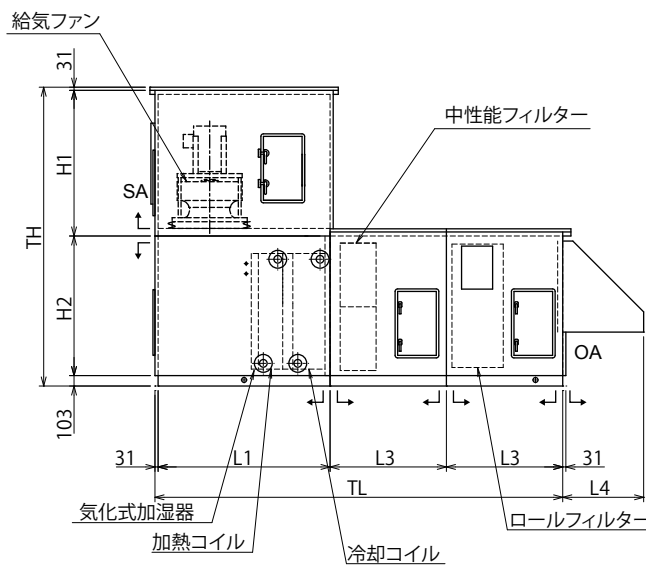 給気ファン
31
中性能フィルター
H1
SA
TH
H2
OA
103
31
L1
L3
L3
31
TL
L4
気化式加湿器
ロールフィルター
加熱コイル
冷却コイル